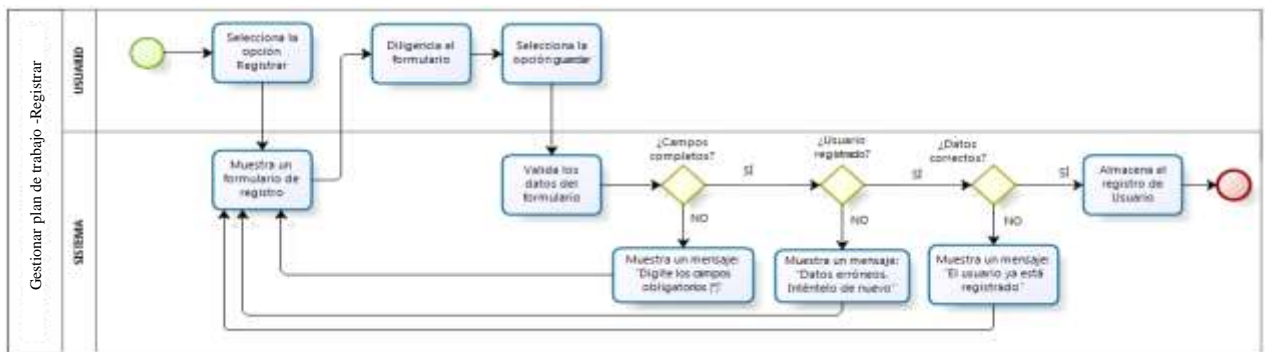 Gestionar plan de trabajo -Registrar
USUARIO
Selecciona la
opción
Registrar
Diligencia el
formulario
Selecciona la
opción guardar
SISTEMA
Muestra un
formulario de
registro
Valida los
datos del
formulario
¿Campos
completos?
SÍ
¿Usuario
registrado?
SÍ
¿Datos
correctos?
SÍ
Almacena el
registro de
Usuario
NO
NO
NO
Muestra un mensaje:
"Digite los campos
obligatorios (*)"
Muestra un mensaje:
"Datos erróneos.
Inténtelo de nuevo"
Muestra un mensaje:
"El usuario ya está
registrado"